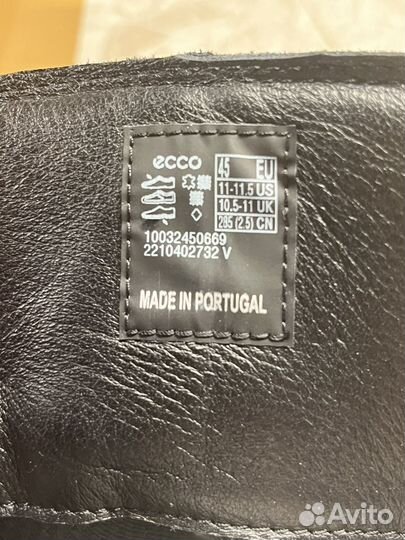 ecco
45 EU
11-11.5 US
10.5-11 UK
285 (2.5) CN
10032450669
2210402732 V
MADE IN PORTUGAL
Avito